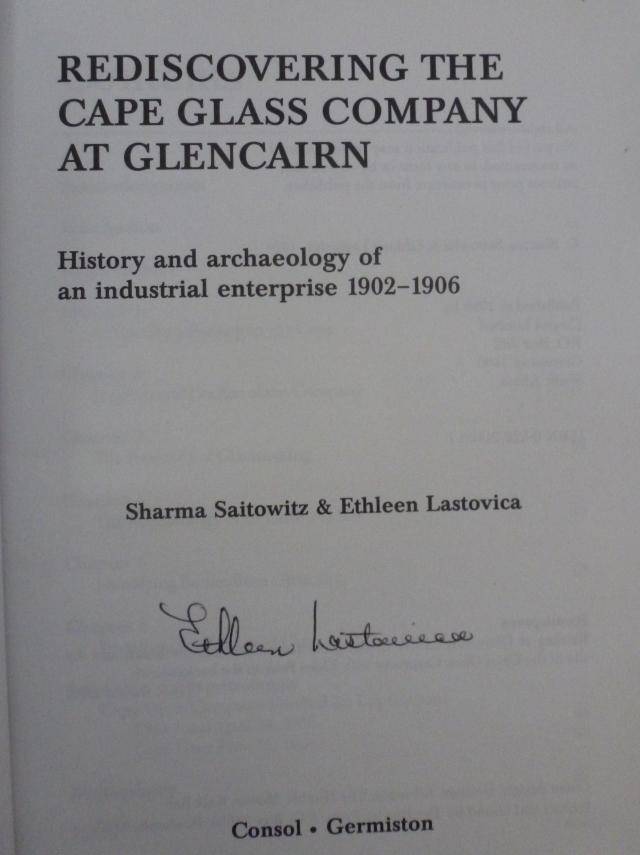 REDISCOVERING THE
CAPE GLASS COMPANY
AT GLENCAIRN
History and archaeology of
an industrial enterprise 1902–1906
Sharma Saitowitz & Ethleen Lastovica
Ethleen Lastovica
Consol • Germiston